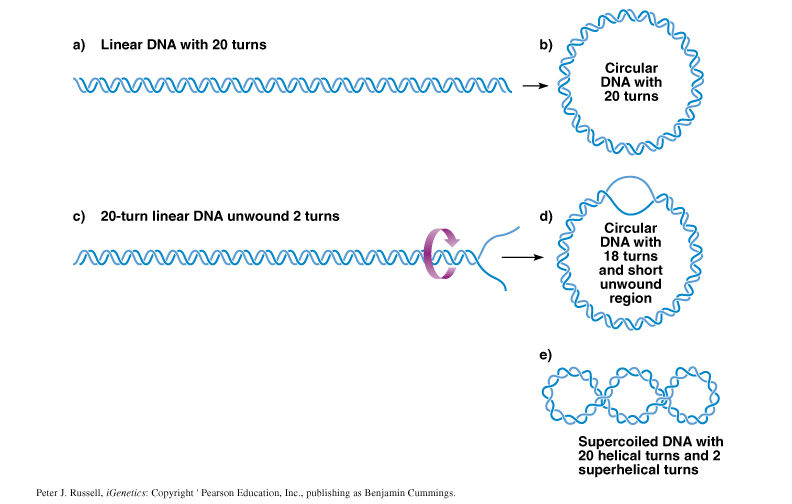 a) Linear DNA with 20 turns
b)
Circular
DNA with
20 turns
c) 20-turn linear DNA unwound 2 turns
d)
Circular
DNA with
18 turns
and short
unwound
region
e)
Supercoiled DNA with
20 helical turns and 2
superhelical turns
Peter J. Russell, iGenetics: Copyright ' Pearson Education, Inc., publishing as Benjamin Cummings.